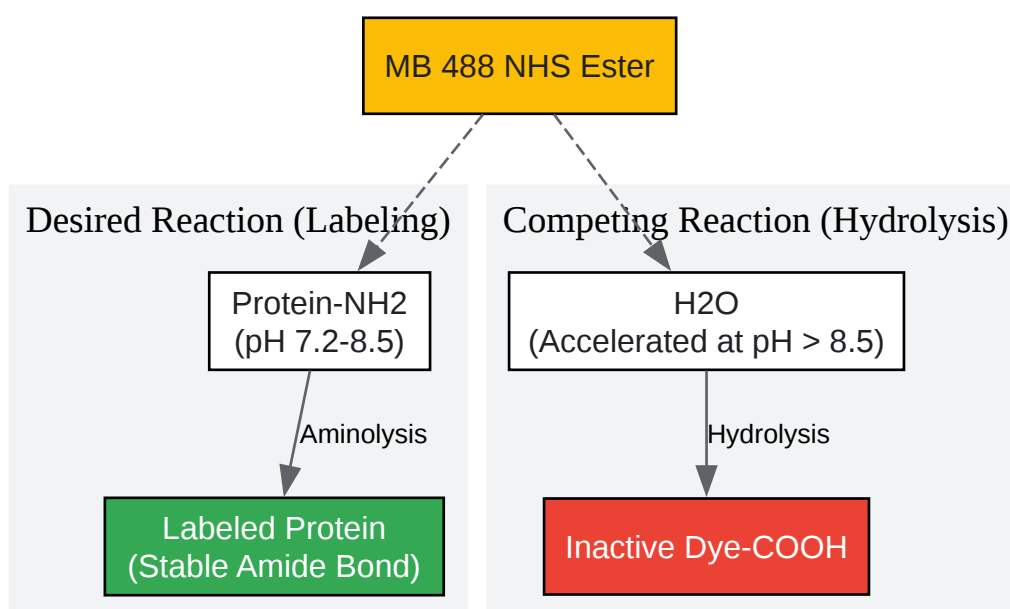 MB 488 NHS Ester
Desired Reaction (Labeling)
Protein-NH2
(pH 7.2-8.5)
Aminolysis
Labeled Protein
(Stable Amide Bond)
Competing Reaction (Hydrolysis)
H2O
(Accelerated at pH > 8.5)
Hydrolysis
Inactive Dye-COOH